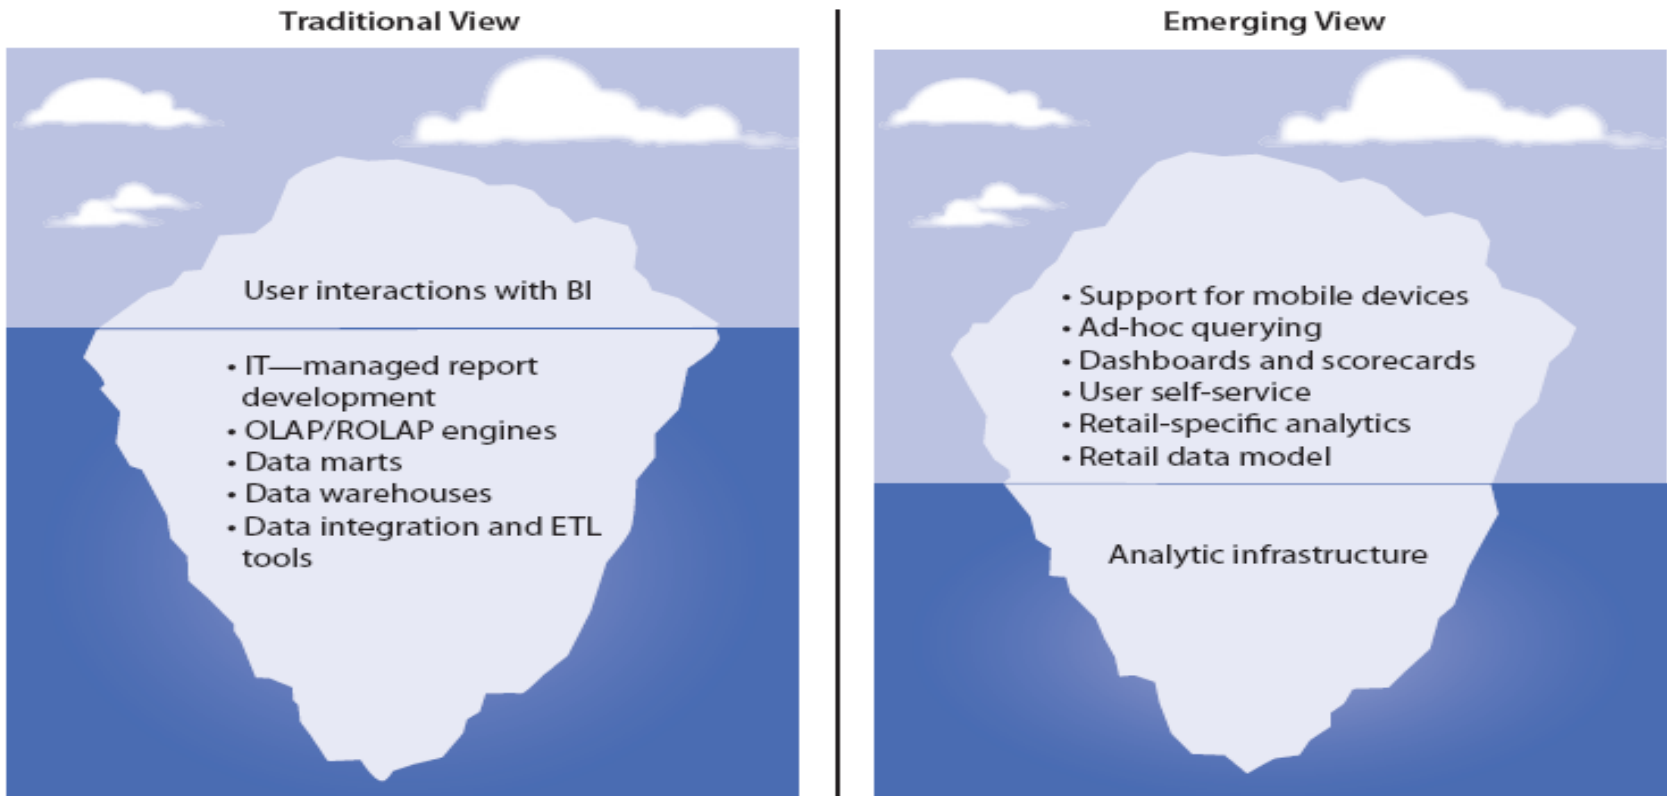 Traditional View
User interactions with BI
• IT—managed report
development
• OLAP/ROLAP engines
• Data marts
• Data warehouses
• Data integration and ETL
tools
Emerging View
• Support for mobile devices
• Ad-hoc querying
• Dashboards and scorecards
• User self-service
• Retail-specific analytics
• Retail data model
Analytic infrastructure